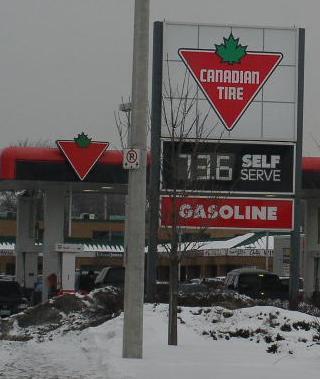 CANADIAN
TIRE
73.6 SELF
SERVE
GASOLINE